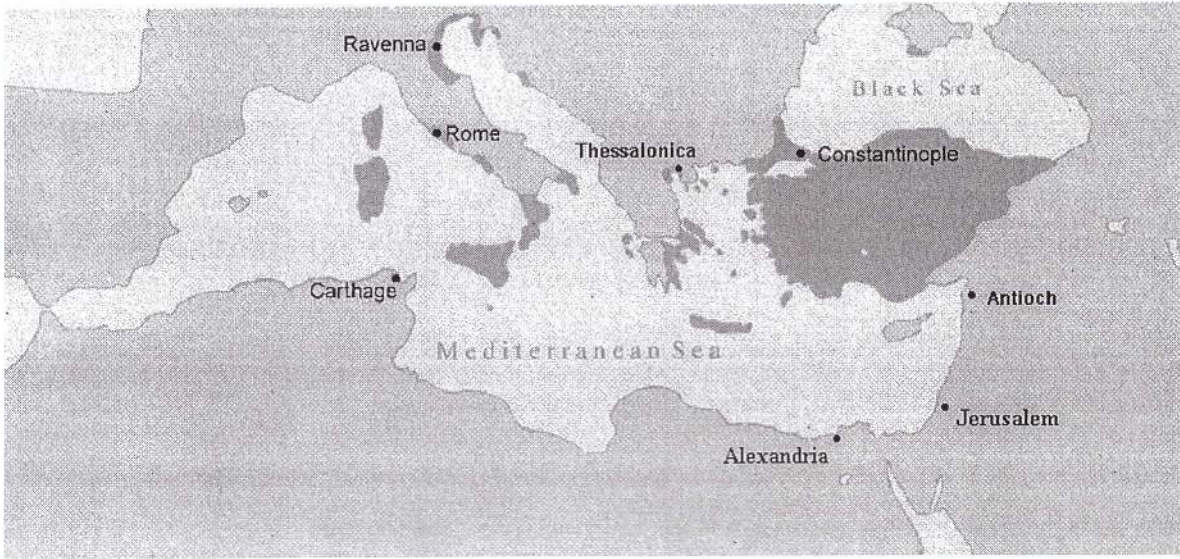 Ravenna
Black Sea
Rome
Thessalonica
Constantinople
Carthage
Antioch
Mediterranean Sea
Jerusalem
Alexandria